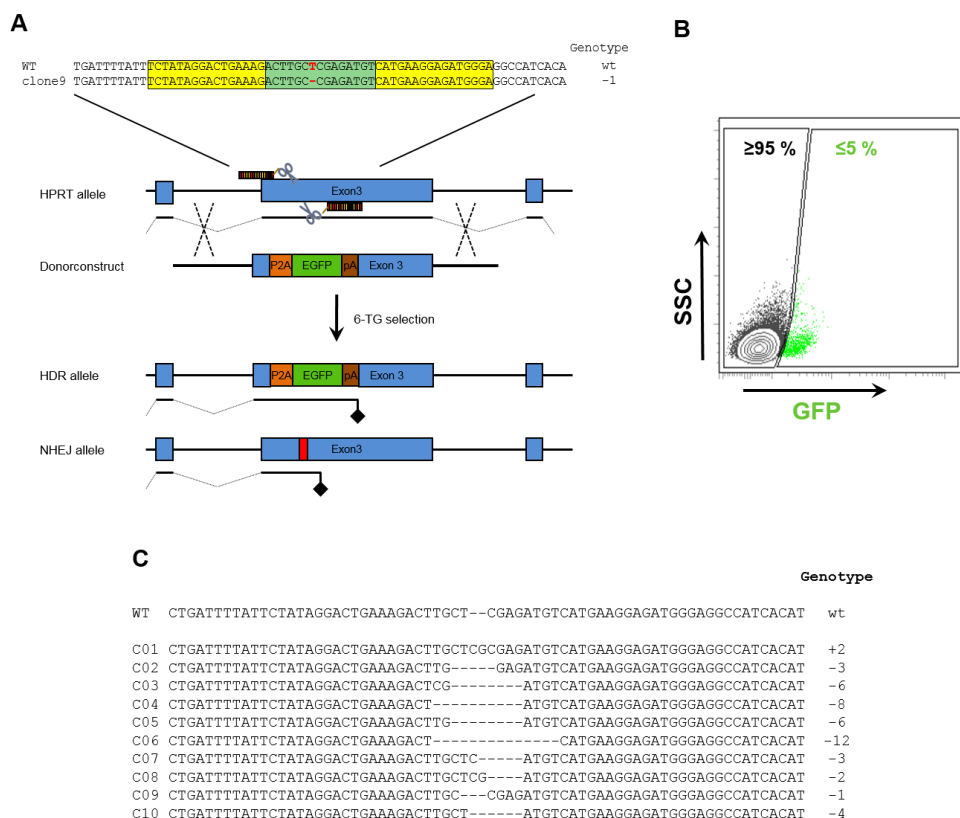 A
Genotype
WT TGATTTTATTTCTATAGGACTGAAAGACTTGCTCGAGATGTCATGAAGGAGATGGGAGGCCATCACA wt
clone9 TGATTTTATTTCTATAGGACTGAAAGACTTGC-CGAGATGTCATGAAGGAGATGGGAGGCCATCACA -1
HPRT allele
Exon3
Donorconstruct
P2A EGFP pA Exon 3
6-TG selection
HDR allele
P2A EGFP pA Exon 3
NHEJ allele
Exon3
B
≥95 % ≤5 %
SSC
GFP
C
Genotype
WT CTGATTTTATTCTATAGGACTGAAAGACTTGCT--CGAGATGTCATGAAGGAGATGGGAGGCCATCACAT wt
C01 CTGATTTTATTCTATAGGACTGAAAGACTTGCTCGCGAGATGTCATGAAGGAGATGGGAGGCCATCACAT +2
C02 CTGATTTTATTCTATAGGACTGAAAGACTTG-----GAGATGTCATGAAGGAGATGGGAGGCCATCACAT -3
C03 CTGATTTTATTCTATAGGACTGAAAGACTCG--------ATGTCATGAAGGAGATGGGAGGCCATCACAT -6
C04 CTGATTTTATTCTATAGGACTGAAAGACT----------ATGTCATGAAGGAGATGGGAGGCCATCACAT -8
C05 CTGATTTTATTCTATAGGACTGAAAGACTTG--------ATGTCATGAAGGAGATGGGAGGCCATCACAT -6
C06 CTGATTTTATTCTATAGGACTGAAAGACT--------------CATGAAGGAGATGGGAGGCCATCACAT -12
C07 CTGATTTTATTCTATAGGACTGAAAGACTTGCTC-----ATGTCATGAAGGAGATGGGAGGCCATCACAT -3
C08 CTGATTTTATTCTATAGGACTGAAAGACTTGCTCG----ATGTCATGAAGGAGATGGGAGGCCATCACAT -2
C09 CTGATTTTATTCTATAGGACTGAAAGACTTGC---CGAGATGTCATGAAGGAGATGGGAGGCCATCACAT -1
C10 CTGATTTTATTCTATAGGACTGAAAGACTTGCT------ATGTCATGAAGGAGATGGGAGGCCATCACAT -4